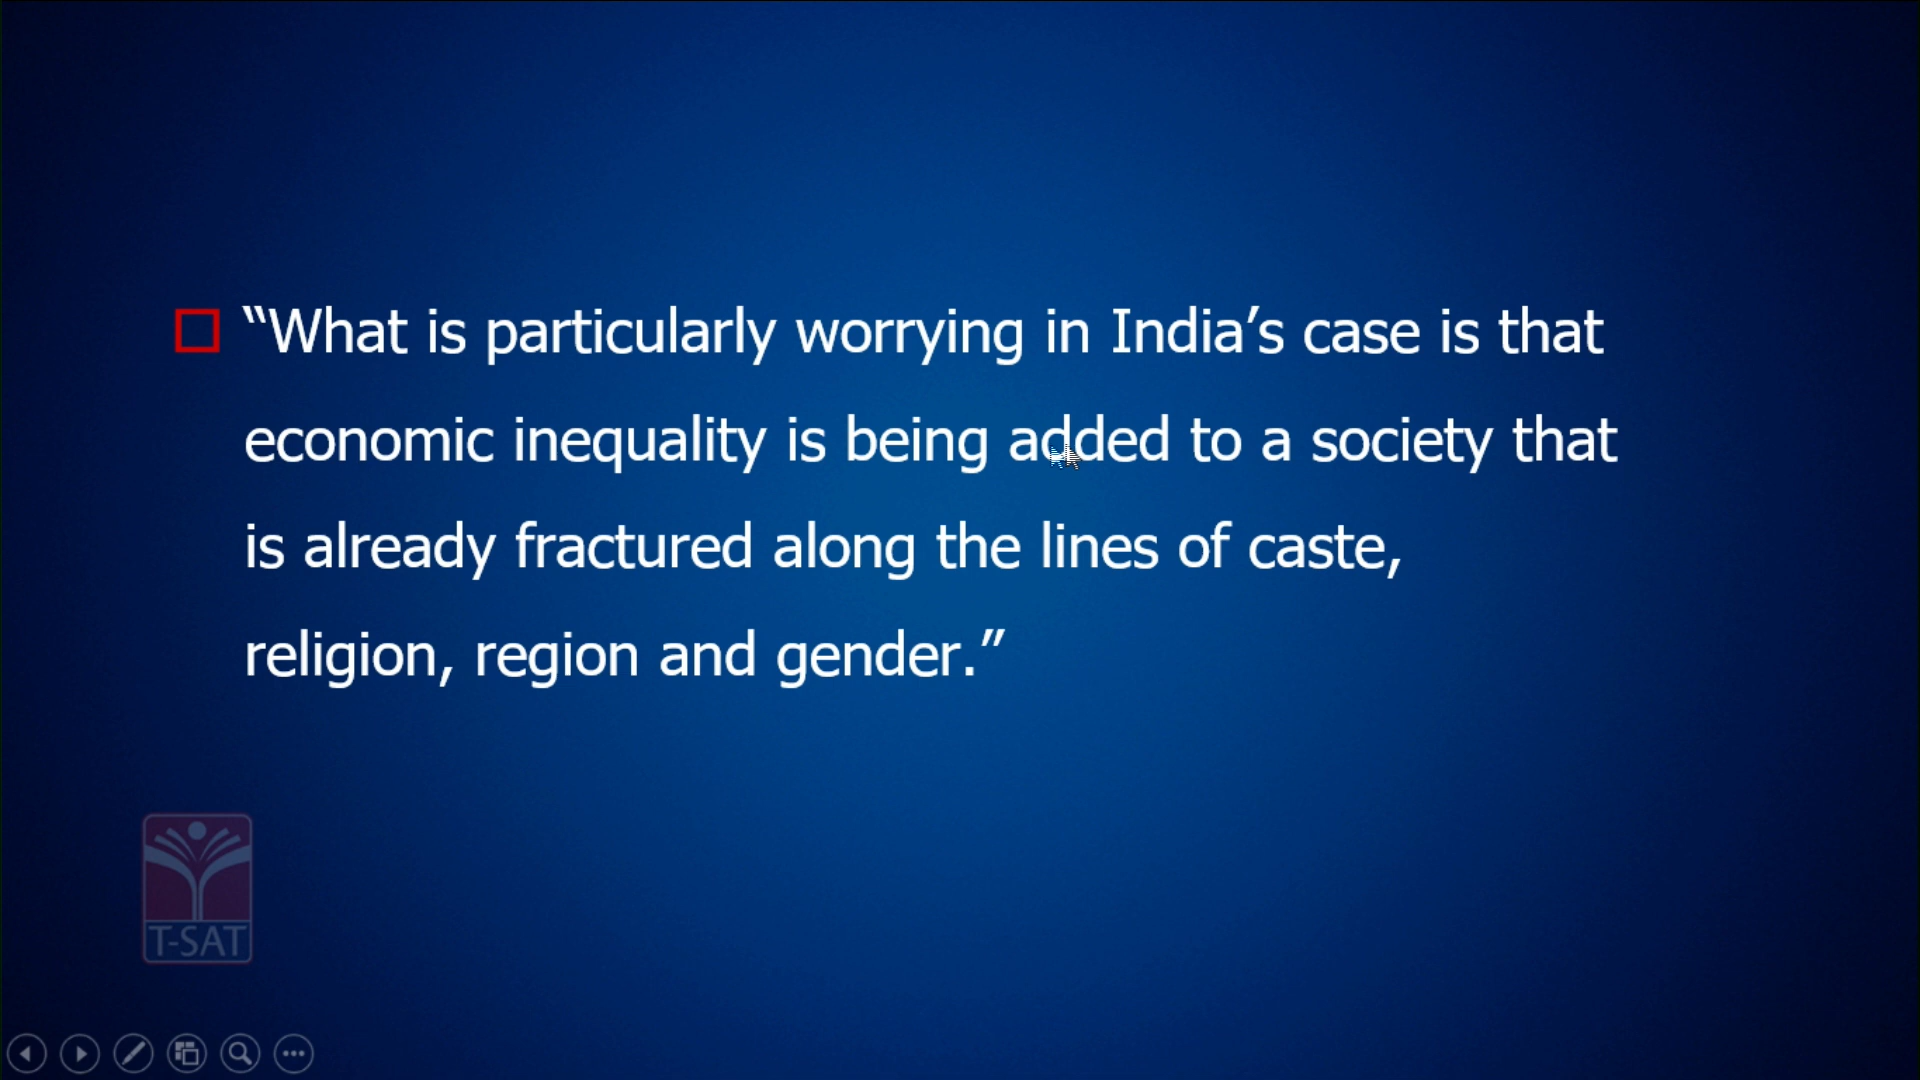 “What is particularly worrying in India’s case is that
economic inequality is being added to a society that
is already fractured along the lines of caste,
religion, region and gender.”
T-SAT